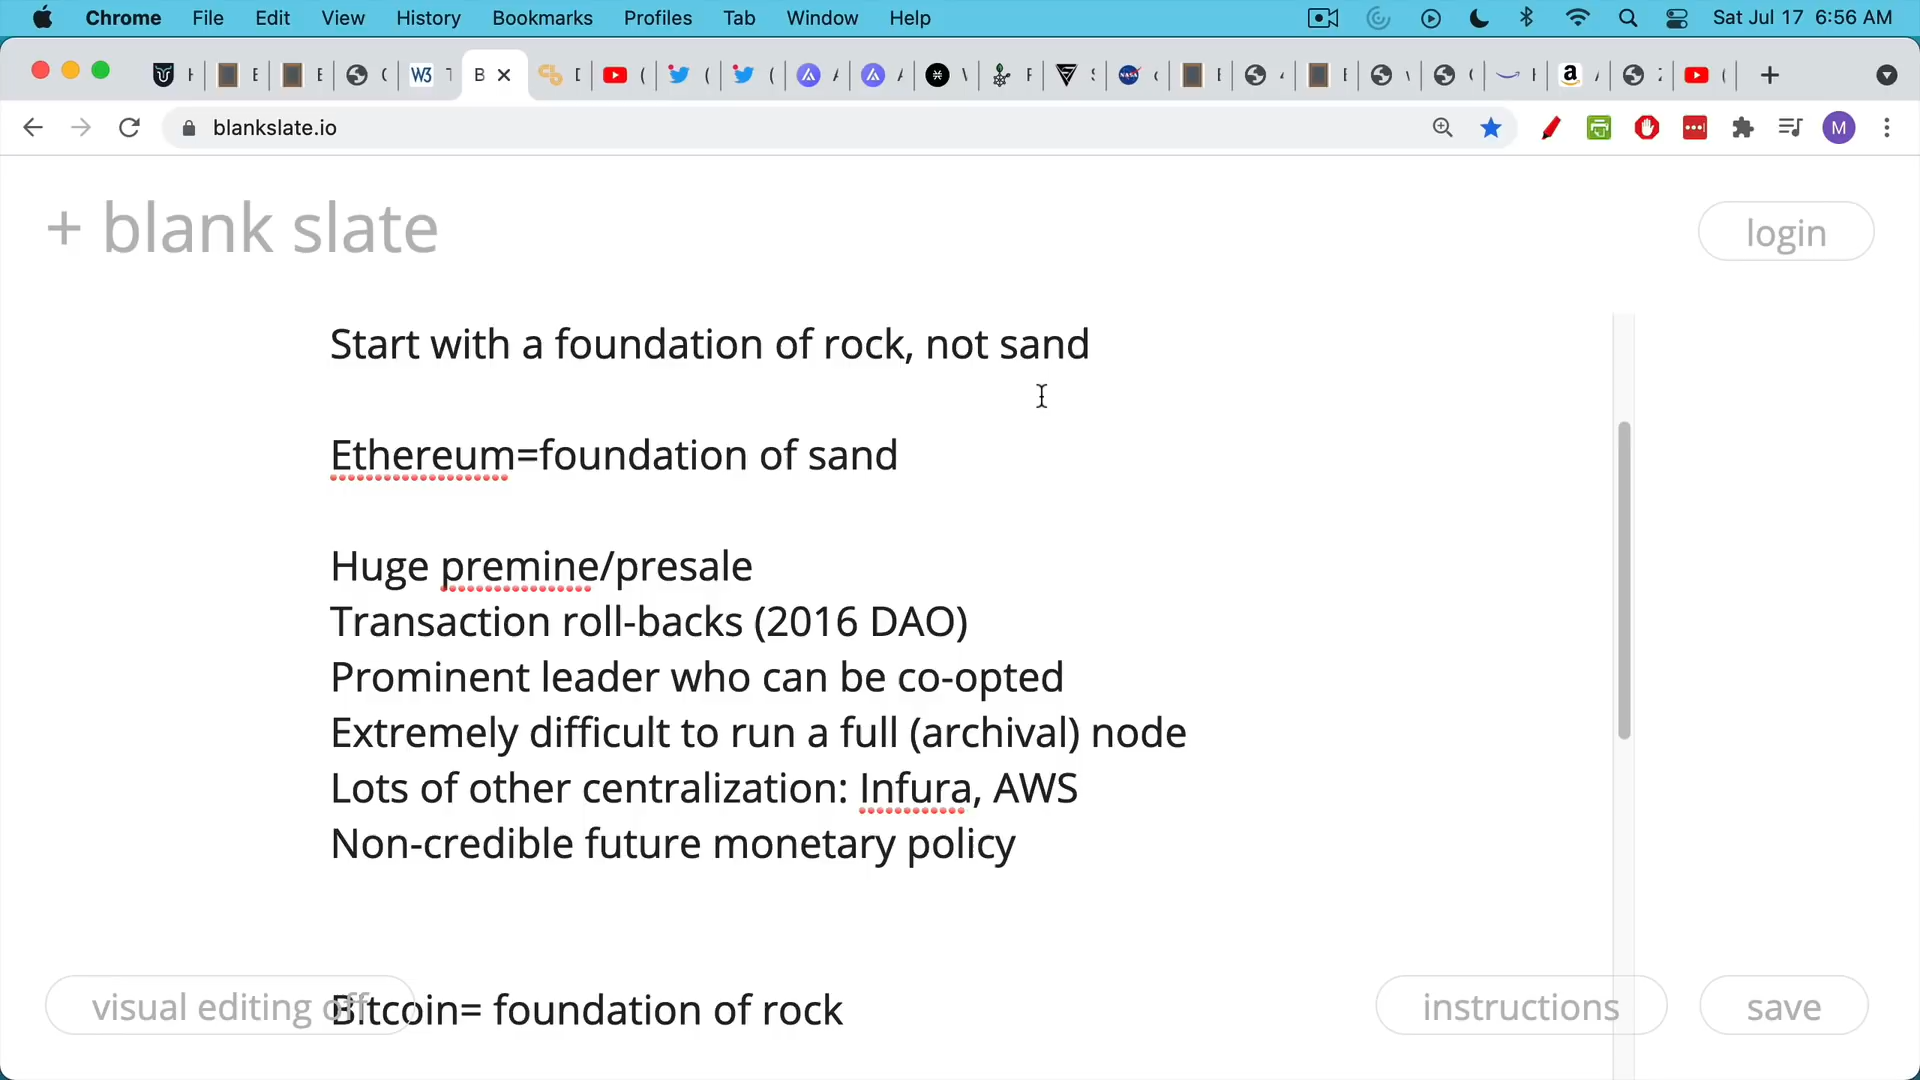 Chrome File Edit View History Bookmarks Profiles Tab Window Help Sat Jul 17 6:56 AM
W3 B
blankslate.io M
+ blank slate
login
Start with a foundation of rock, not sand
Ethereum=foundation of sand
Huge premine/presale
Transaction roll-backs (2016 DAO)
Prominent leader who can be co-opted
Extremely difficult to run a full (archival) node
Lots of other centralization: Infura, AWS
Non-credible future monetary policy
Bitcoin= foundation of rock
visual editing off
instructions
save